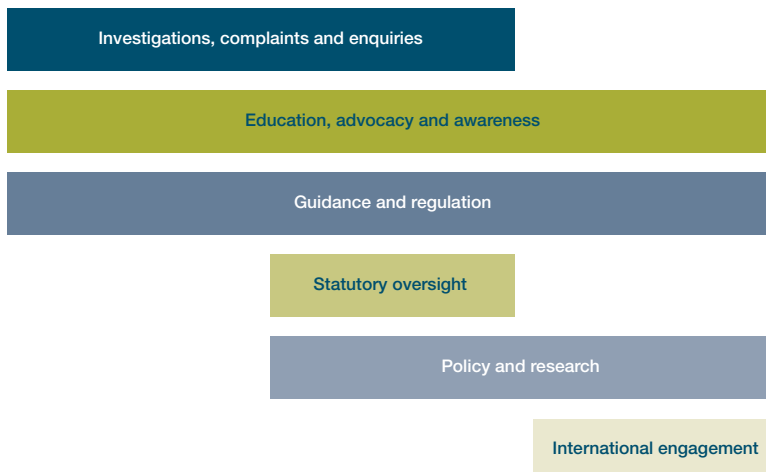 Investigations, complaints and enquiries
Education, advocacy and awareness
Guidance and regulation
Statutory oversight
Policy and research
International engagement